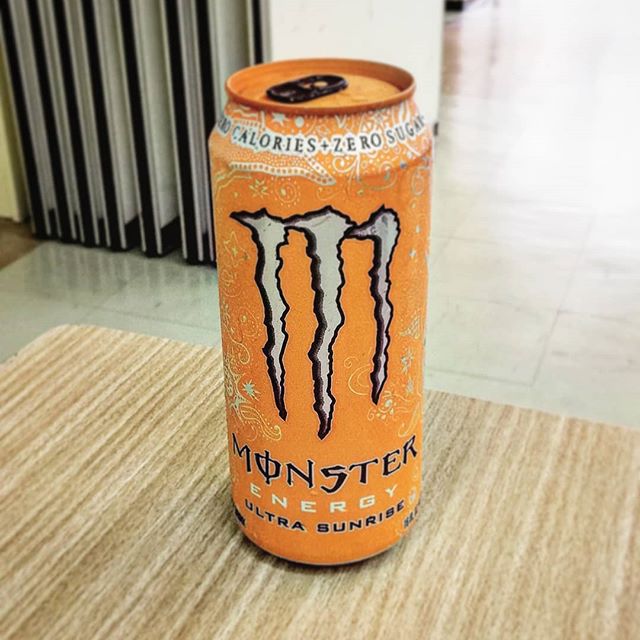 CALORIES+ZERO SUGAR
MONSTER
ENERGY
ULTRA SUNRISE